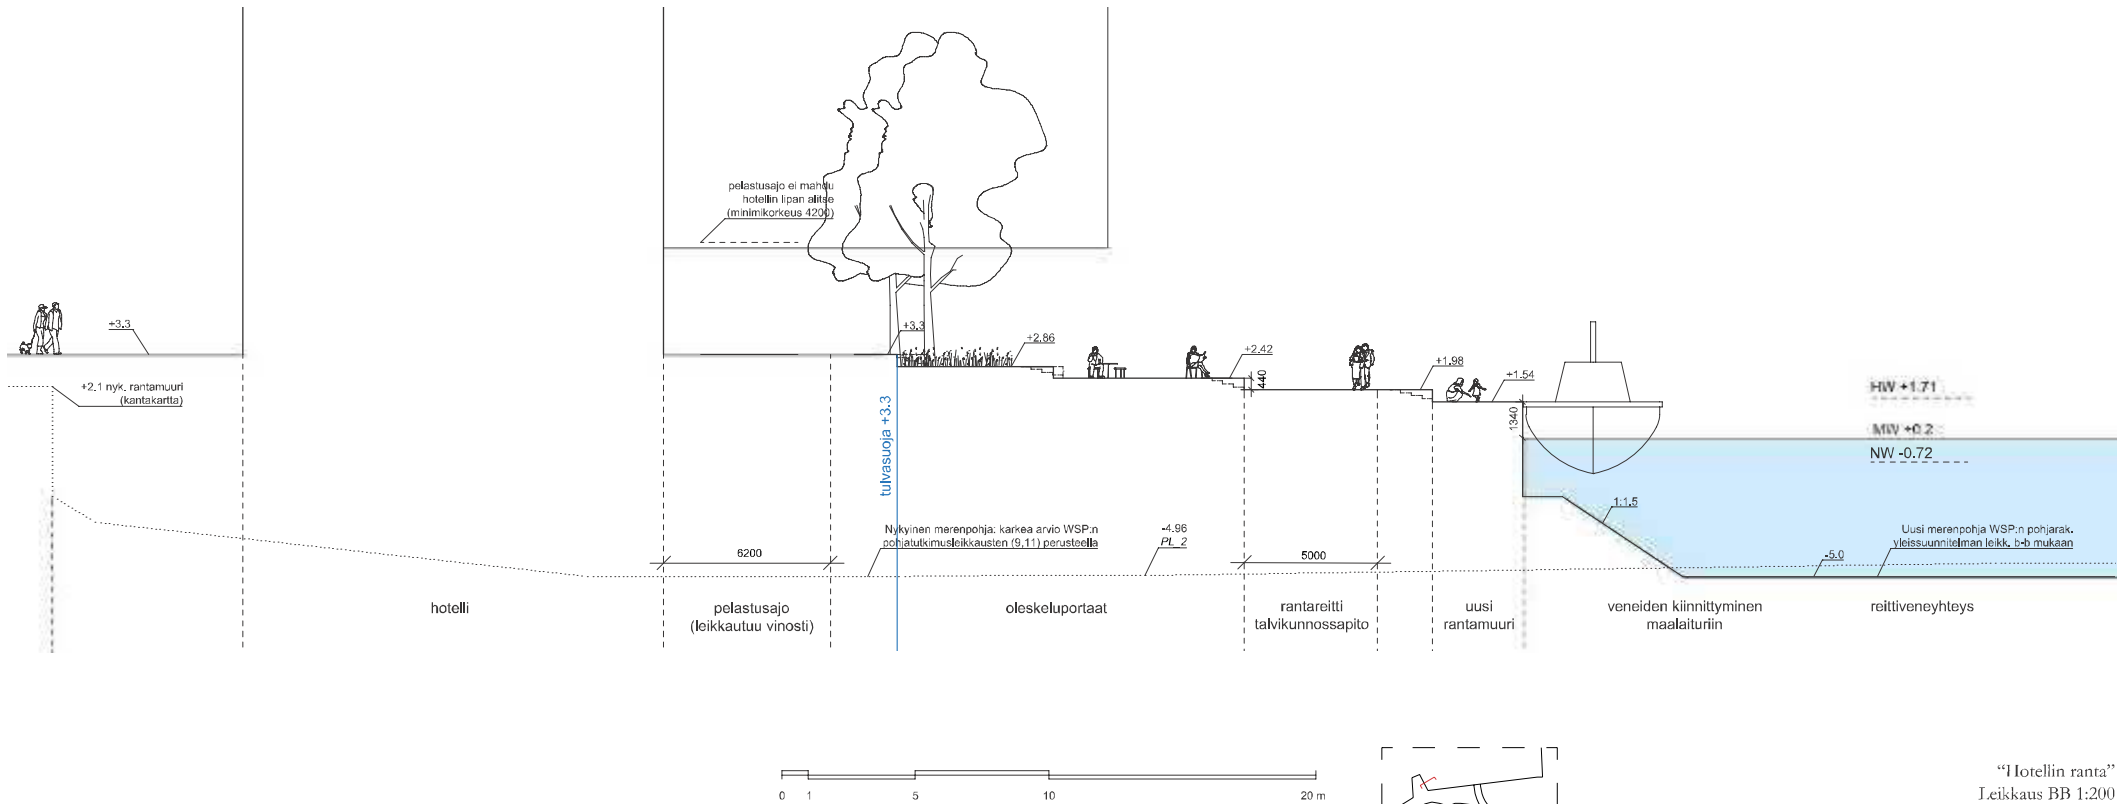 pelastusajo ei mahdu
hotellin lipan alitse
(minimikorkeus 4200)
+3.3
+2.1 nyk. rantamuuri
(kantakartta)
+3.3
+2.86
+2.42
440
+1.98
+1.54
1340
HW +1.71
MW +0.2
NW -0.72
tulvasuoja +3.3
1:1.5
Nykyinen merenpohja: karkea arvio WSP:n
pohjatutkimusleikkausten (9,11) perusteella
-4.96
PL_2
Uusi merenpohja WSP:n pohjarak.
yleissuunnitelman leikk. b-b mukaan
-5.0
6200
5000
hotelli
pelastusajo
(leikkautuu vinosti)
oleskeluportaat
rantareitti
talvikunnossapito
uusi
rantamuuri
veneiden kiinnittyminen
maalaituriin
reittiveneyhteys
0 1 5 10 20 m
"Hotellin ranta"
Leikkaus BB 1:200